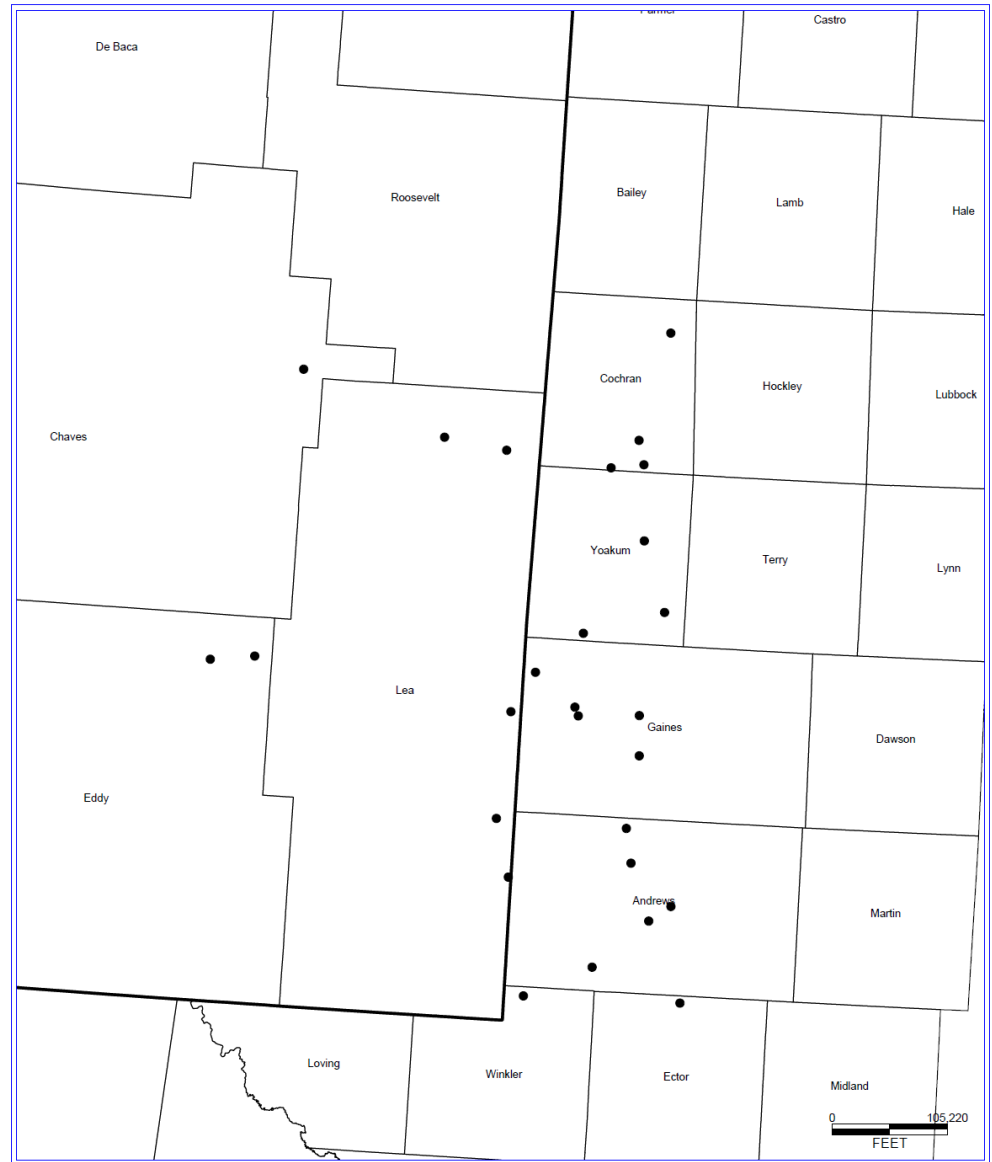 Castro
De Baca
Roosevelt
Bailey
Lamb
Hale
Cochran
Hockley
Lubbock
Chaves
Yoakum
Terry
Lynn
Lea
Gaines
Dawson
Eddy
Andrews
Martin
Loving
Winkler
Ector
Midland
0 105,220
FEET